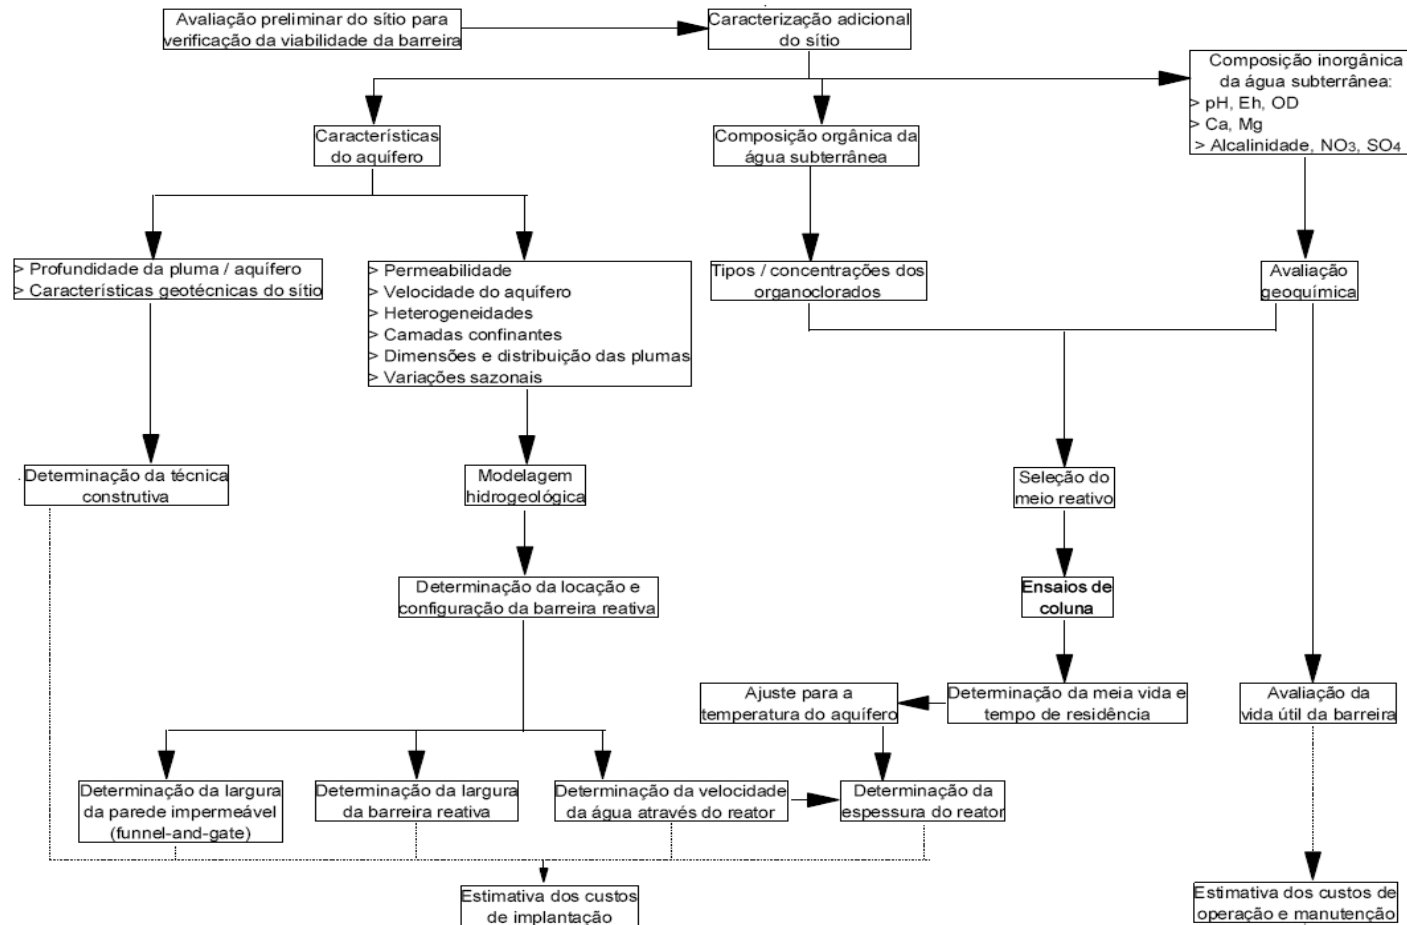 Avaliação preliminar do sítio para
verificação da viabilidade da barreira
Caracterização adicional
do sítio
Composição inorgânica
da água subterrânea:
> pH, Eh, OD
> Ca, Mg
> Alcalinidade, NO3, SO4
Características
do aquífero
Composição orgânica da
água subterrânea
> Profundidade da pluma / aquífero
> Características geotécnicas do sítio
> Permeabilidade
> Velocidade do aquífero
> Heterogeneidades
> Camadas confinantes
> Dimensões e distribuição das plumas
> Variações sazonais
Tipos / concentrações dos
organoclorados
Avaliação
geoquímica
Determinação da técnica
construtiva
Modelagem
hidrogeológica
Seleção do
meio reativo
Determinação da locação e
configuração da barreira reativa
Ensaios de
coluna
Ajuste para a
temperatura do aquífero
Determinação da meia vida e
tempo de residência
Avaliação da
vida útil da barreira
Determinação da largura
da parede impermeável
(funnel-and-gate)
Determinação da largura
da barreira reativa
Determinação da velocidade
da água através do reator
Determinação da
espessura do reator
Estimativa dos custos
de implantação
Estimativa dos custos de
operação e manutenção